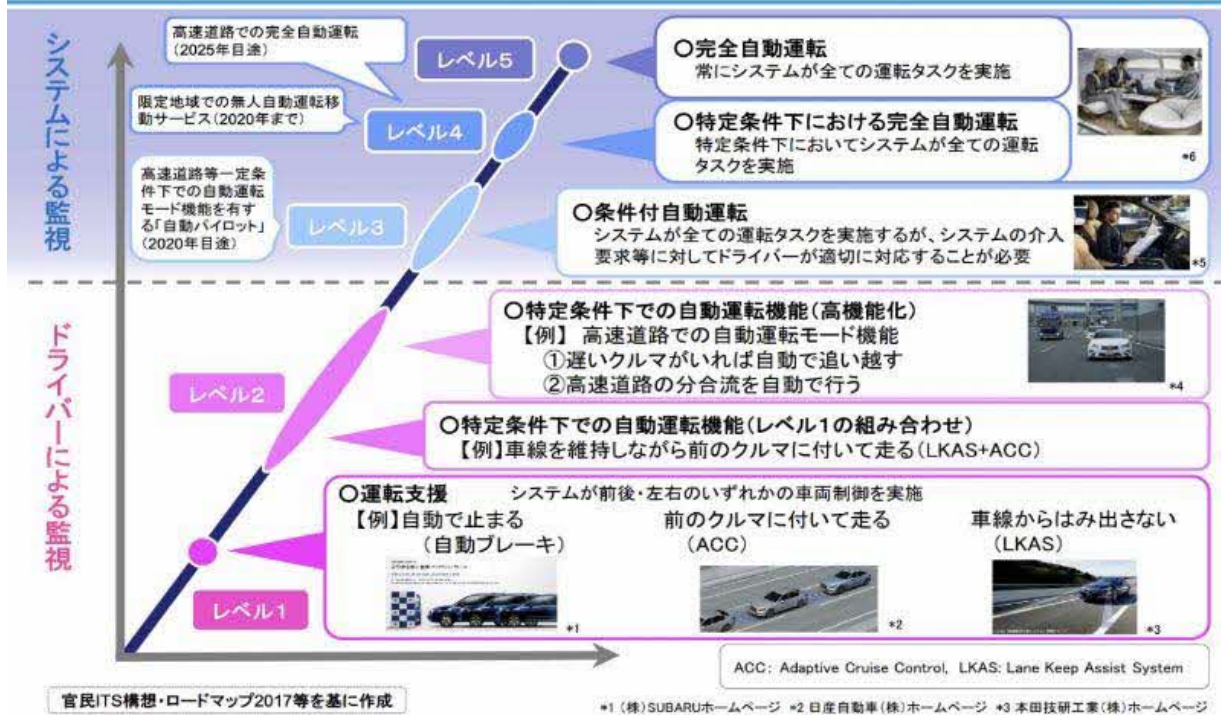 システムによる監視
ドライバーによる監視
高速道路での完全自動運転
(2025年目途)
レベル5
○完全自動運転
常にシステムが全ての運転タスクを実施
限定地域での無人自動運転移
動サービス(2020年まで)
レベル4
○特定条件下における完全自動運転
特定条件下においてシステムが全ての運転
タスクを実施
*6
高速道路等一定条
件下での自動運転
モード機能を有す
る「自動パイロット」
(2020年目途)
レベル3
○条件付自動運転
システムが全ての運転タスクを実施するが、システムの介入
要求等に対してドライバーが適切に対応することが必要
*5
○特定条件下での自動運転機能(高機能化)
【例】 高速道路での自動運転モード機能
①遅いクルマがいれば自動で追い越す
②高速道路の分合流を自動で行う
*4
レベル2
○特定条件下での自動運転機能(レベル1の組み合わせ)
【例】車線を維持しながら前のクルマに付いて走る(LKAS+ACC)
レベル1
○運転支援 システムが前後・左右のいずれかの車両制御を実施
【例】自動で止まる
(自動ブレーキ)
*1
前のクルマに付いて走る
(ACC)
*2
車線からはみ出さない
(LKAS)
*3
ACC: Adaptive Cruise Control, LKAS: Lane Keep Assist System
官民ITS構想・ロードマップ2017等を基に作成
*1 (株)SUBARUホームページ *2 日産自動車(株)ホームページ *3 本田技研工業(株)ホームページ